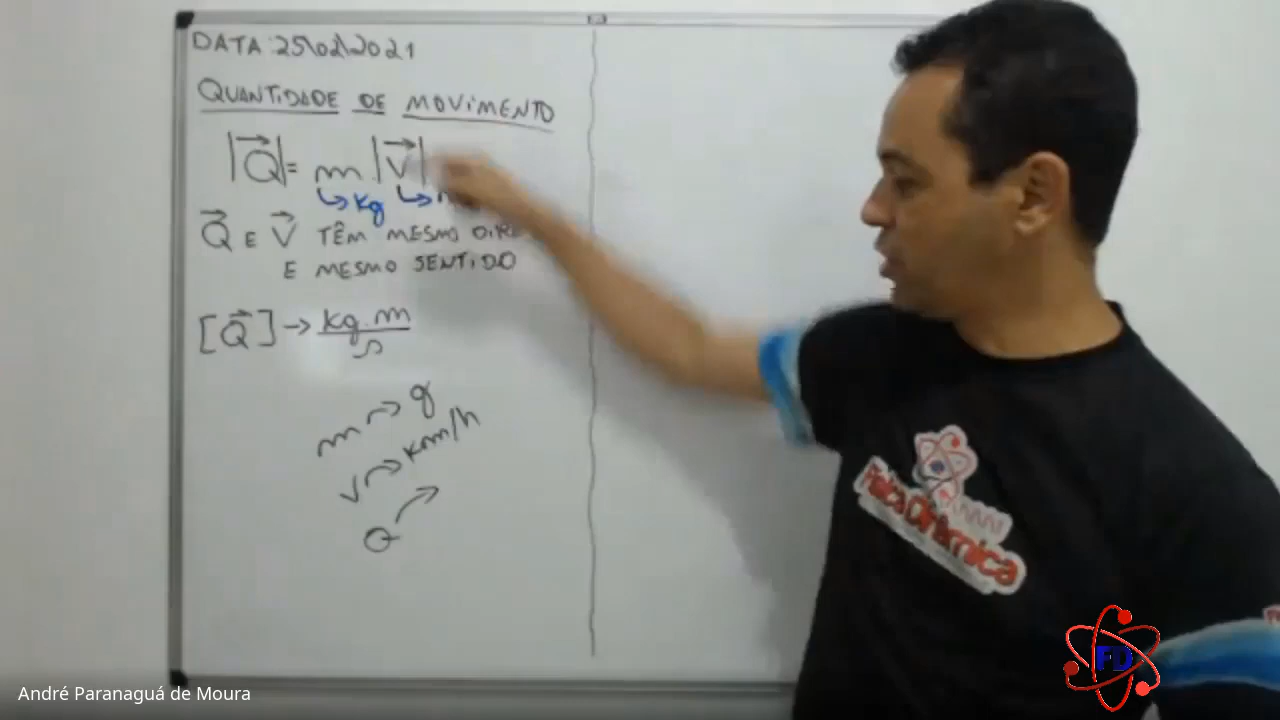 DATA: 25\02\2021
QUANTIDADE DE MOVIMENTO
|Q⃗| = m |V⃗|
↳ kg ↳
Q⃗ E V⃗ TÊM MESMO
E MESMO SENTIDO
[Q⃗] → kg.m/s
m → g
V → km/h
Q →
Física Dinâmica
FD
André Paranaguá de Moura